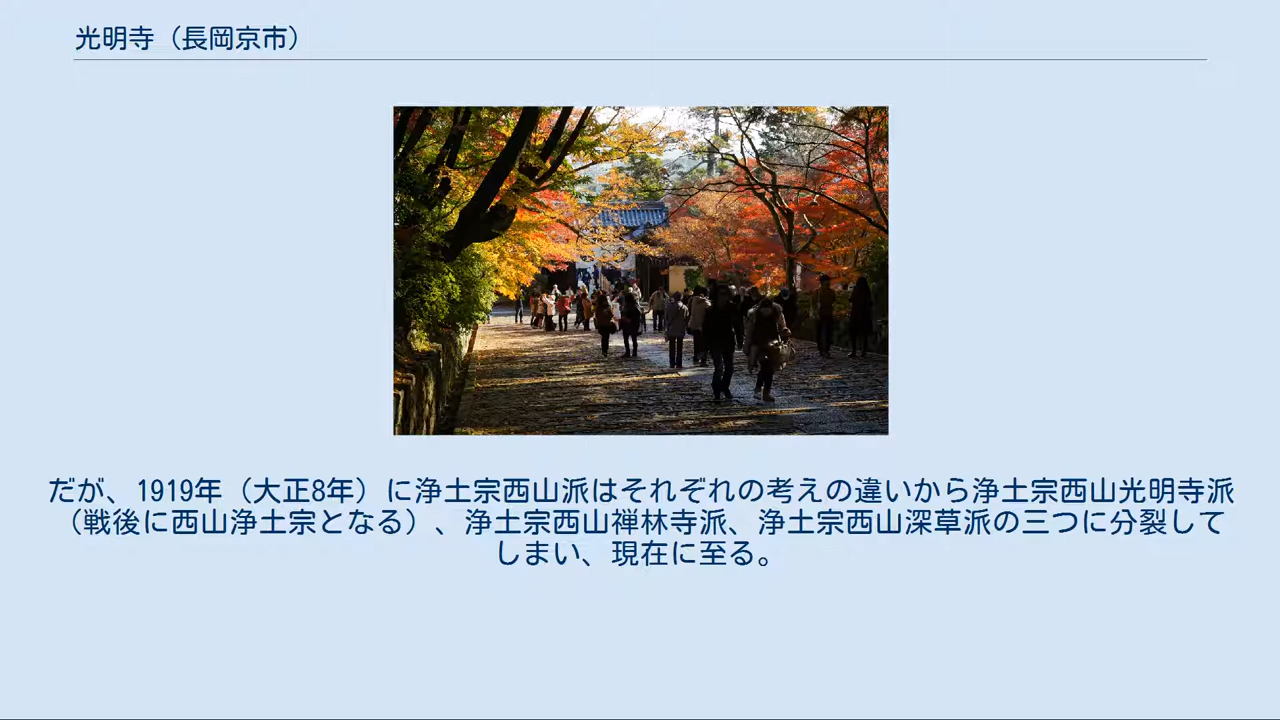 光明寺（長岡京市）
だが、1919年（大正8年）に浄土宗西山派はそれぞれの考えの違いから浄土宗西山光明寺派
（戦後に西山浄土宗となる）、浄土宗西山禅林寺派、浄土宗西山深草派の三つに分裂して
しまい、現在に至る。